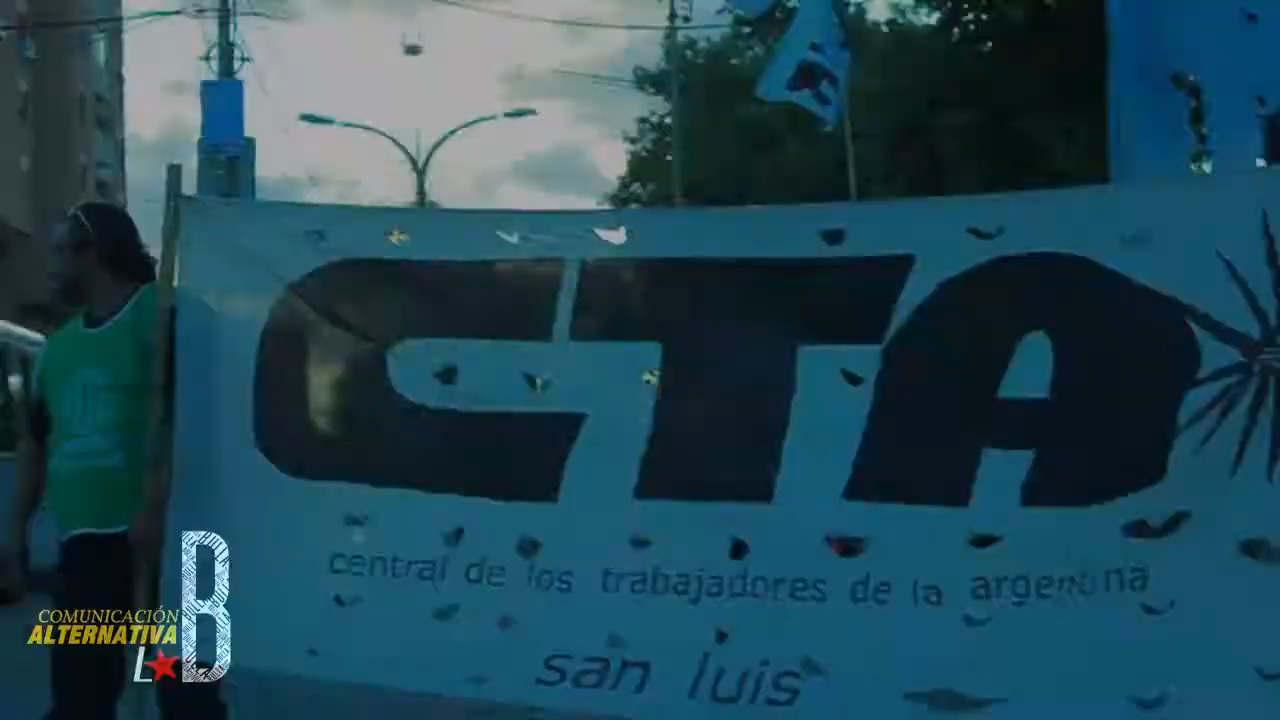 CTA
central de los trabajadores de la argentina
san luis
COMUNICACIÓN
ALTERNATIVA
L
B